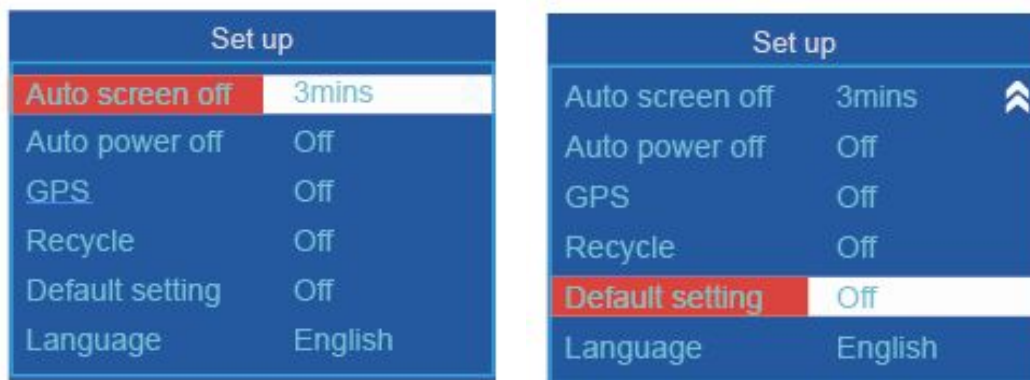 Set up
Auto screen off 3mins
Auto power off Off
GPS Off
Recycle Off
Default setting Off
Language English
Set up
Auto screen off 3mins
Auto power off Off
GPS Off
Recycle Off
Default setting Off
Language English